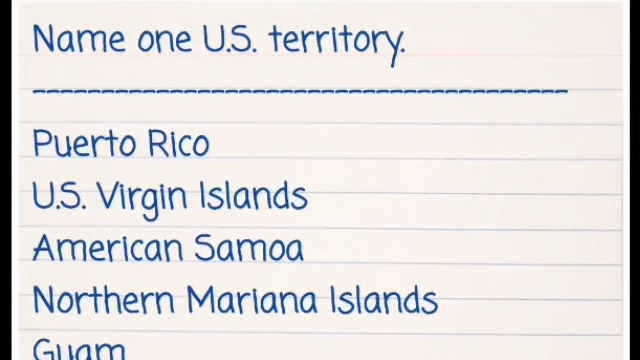 Name one U.S. territory.
----------------------------------------
Puerto Rico
U.S. Virgin Islands
American Samoa
Northern Mariana Islands
Guam